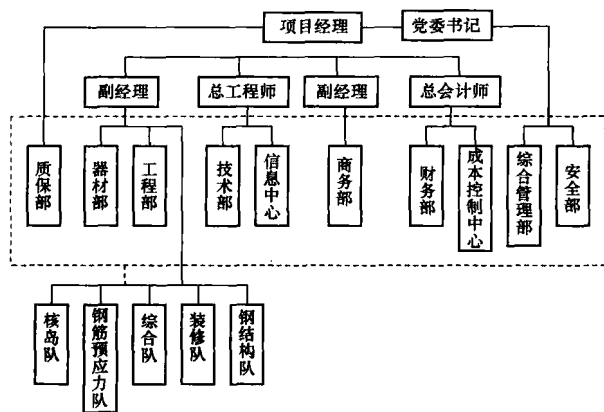 项目经理
党委书记
副经理
总工程师
副经理
总会计师
质保部
器材部
工程部
技术部
信息中心
商务部
财务部
成本控制中心
综合管理部
安全部
核岛队
钢筋预应力队
综合队
装修队
钢结构队